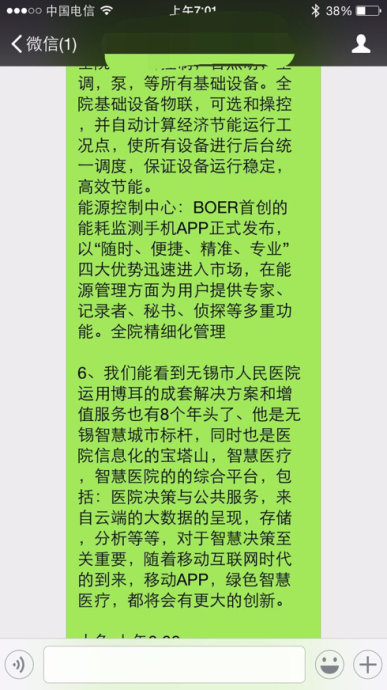 中国电信
上午7:01
38%
微信(1)
调，泵，等所有基础设备。全
院基础设备物联，可选和操控
，并自动计算经济节能运行工
况点，使所有设备进行后台统
一调度，保证设备运行稳定，
高效节能。
能源控制中心：BOER首创的
能耗监测手机APP正式发布，
以“随时、便捷、精准、专业”
四大优势迅速进入市场，在能
源管理方面为用户提供专家、
记录者、秘书、侦探等多重功
能。全院精细化管理
6、我们能看到无锡市人民医院
运用博耳的成套解决方案和增
值服务也有8个年头了、他是无
锡智慧城市标杆，同时也是医
院信息化的宝塔山，智慧医疗
，智慧医院的的综合平台，包
括：医院决策与公共服务，来
自云端的大数据的呈现，存储
，分析等等，对于智慧决策至
关重要，随着移动互联网时代
的到来，移动APP，绿色智慧
医疗，都将会有更大的创新。